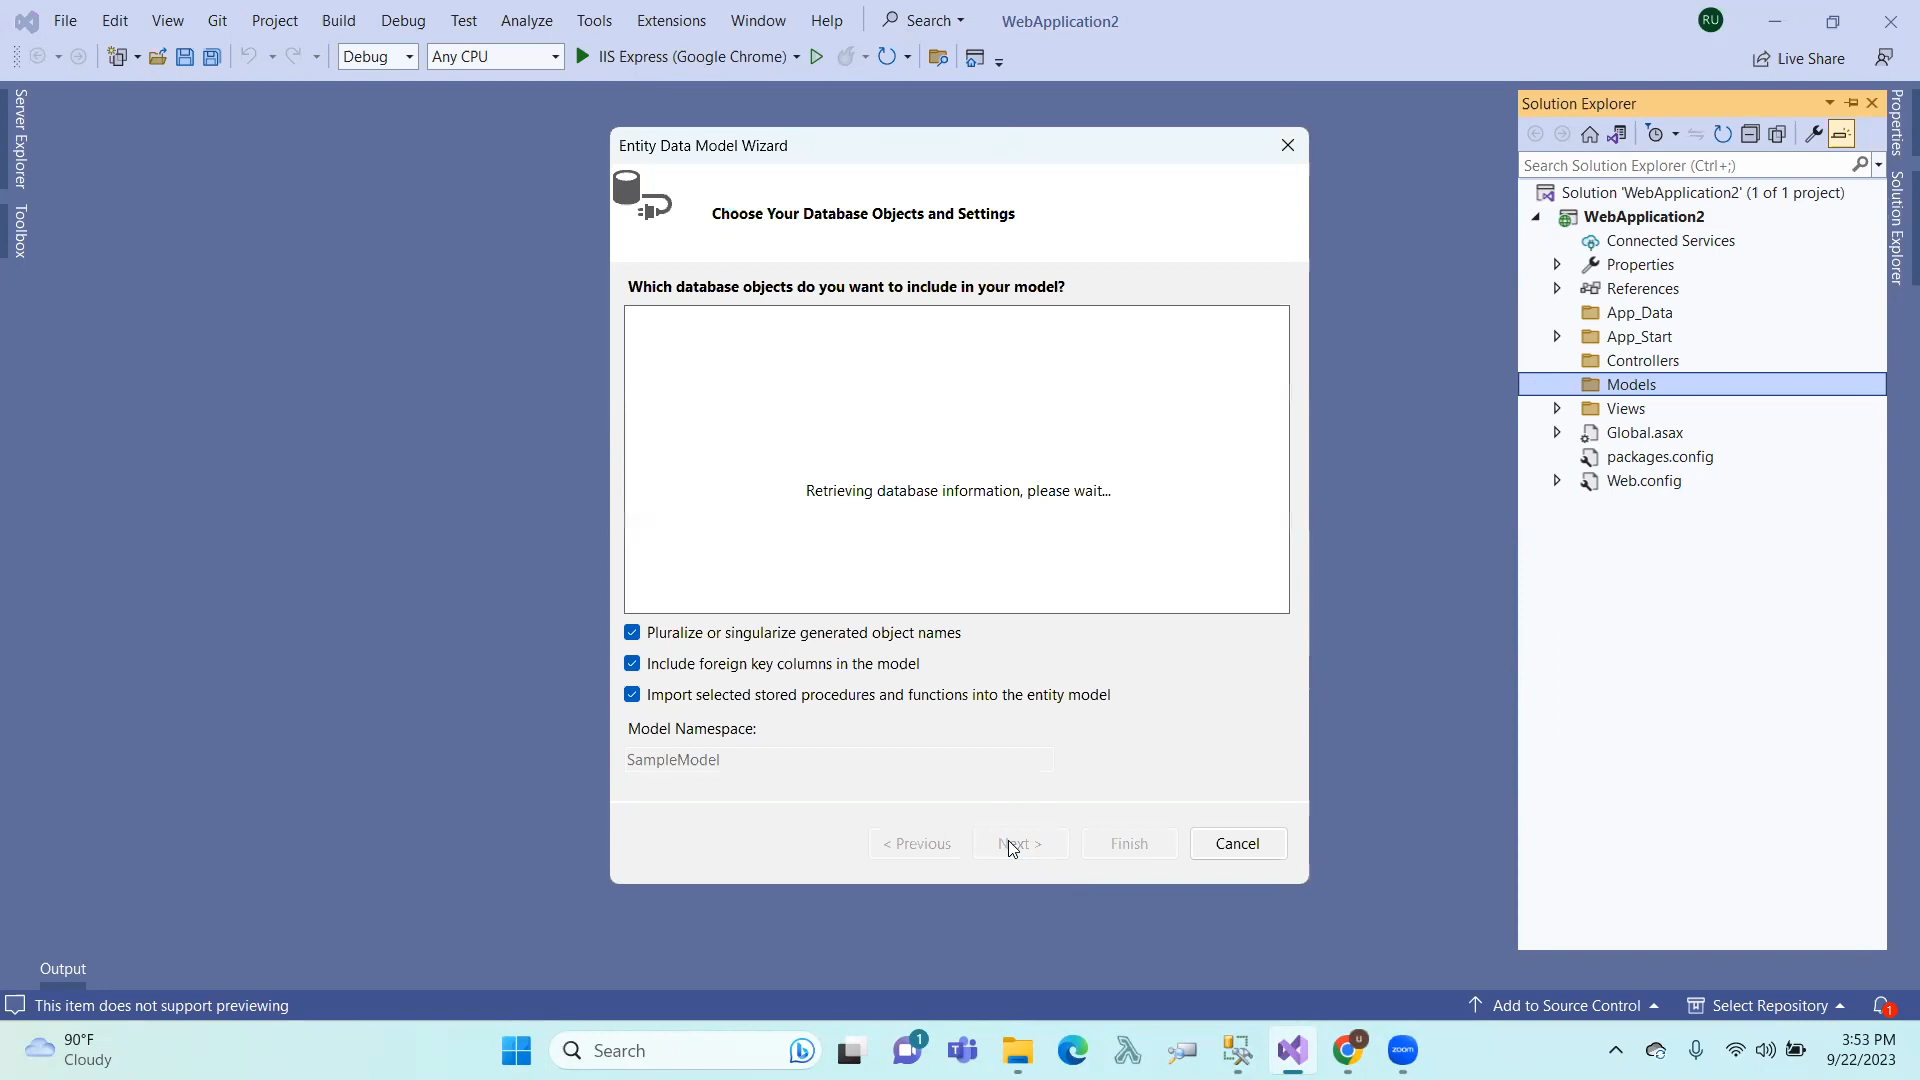 File Edit View Git Project Build Debug Test Analyze Tools Extensions Window Help Search WebApplication2 RU
Debug Any CPU IIS Express (Google Chrome) Live Share
Server Explorer
Toolbox
Entity Data Model Wizard
Choose Your Database Objects and Settings
Which database objects do you want to include in your model?
Retrieving database information, please wait...
Pluralize or singularize generated object names
Include foreign key columns in the model
Import selected stored procedures and functions into the entity model
Model Namespace:
SampleModel
< Previous Next > Finish Cancel
Solution Explorer
Search Solution Explorer (Ctrl+;)
Solution 'WebApplication2' (1 of 1 project)
WebApplication2
Connected Services
Properties
References
App_Data
App_Start
Controllers
Models
Views
Global.asax
packages.config
Web.config
Properties
Solution Explorer
Output
This item does not support previewing Add to Source Control Select Repository 1
90°F
Cloudy
Search
1
u
zoom
3:53 PM
9/22/2023